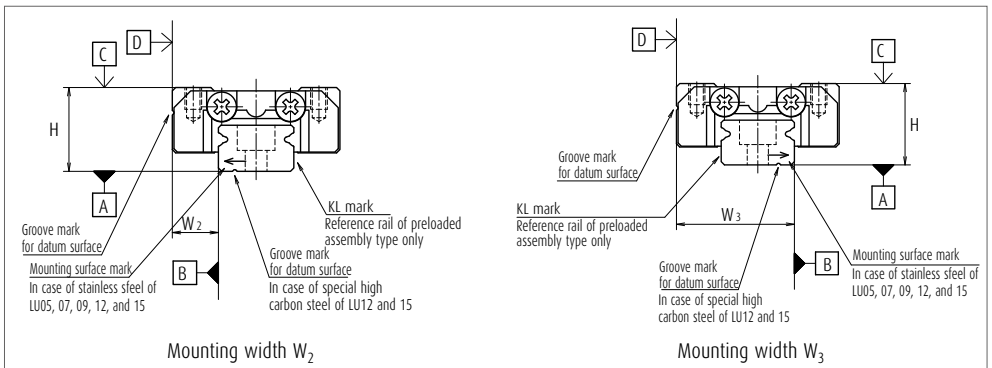 D
C
H
A
Groove mark
for datum surface
W2
Mounting surface mark
In case of stainless sfeel of
LU05, 07, 09, 12, and 15
B
KL mark
Reference rail of preloaded
assembly type only
Groove mark
for datum surface
In case of special high
carbon steel of LU12 and 15
Mounting width W2
D
C
H
A
Groove mark
for datum surface
KL mark
Reference rail of preloaded
assembly type only
W3
B
Groove mark
for datum surface
In case of special high
carbon steel of LU12 and 15
Mounting surface mark
In case of stainless sfeel of
LU05, 07, 09, 12, and 15
Mounting width W3